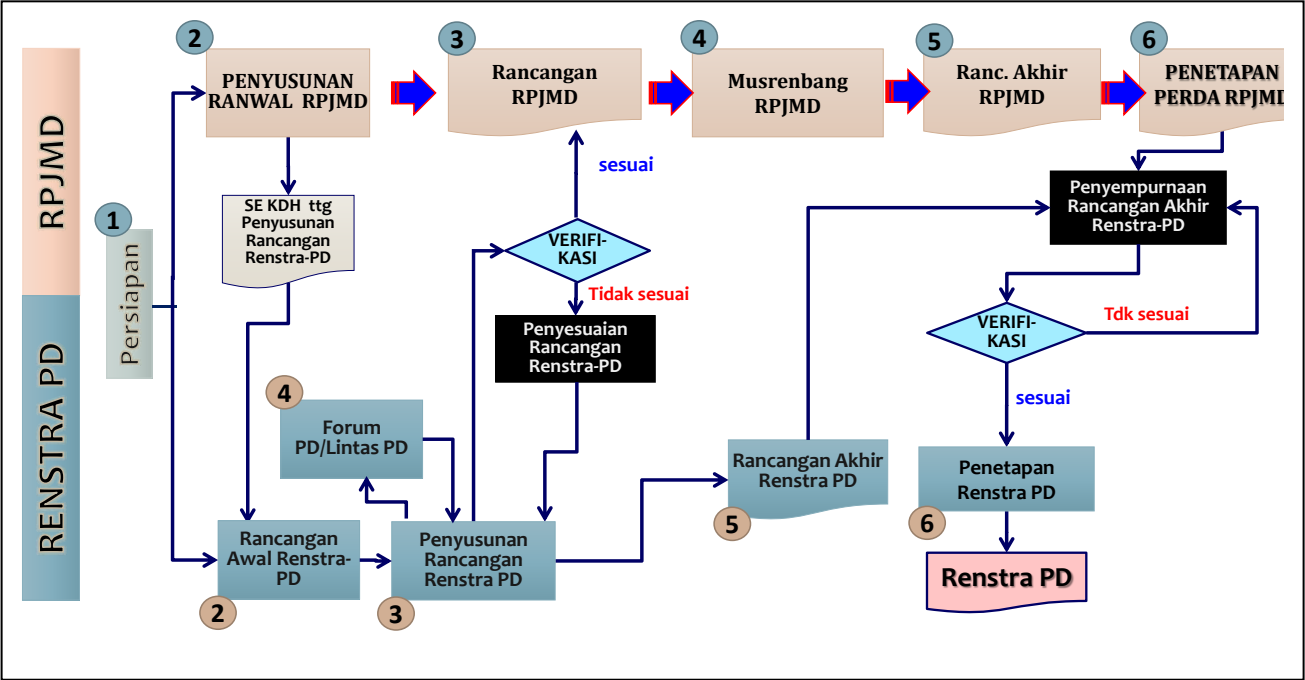 RPJMD
RENSTRA PD
1
Persiapan
2
PENYUSUNAN
RANWAL RPJMD
3
Rancangan
RPJMD
4
Musrenbang
RPJMD
5
Ranc. Akhir
RPJMD
6
PENETAPAN
PERDA RPJMD
SE KDH ttg
Penyusunan
Rancangan
Renstra-PD
sesuai
VERIFI-
KASI
Tidak sesuai
Penyesuaian
Rancangan
Renstra-PD
Penyempurnaan
Rancangan Akhir
Renstra-PD
VERIFI-
KASI
Tdk sesuai
sesuai
4
Forum
PD/Lintas PD
Rancangan
Awal Renstra-
PD
2
Penyusunan
Rancangan
Renstra PD
3
Rancangan Akhir
Renstra PD
5
Penetapan
Renstra PD
6
Renstra PD